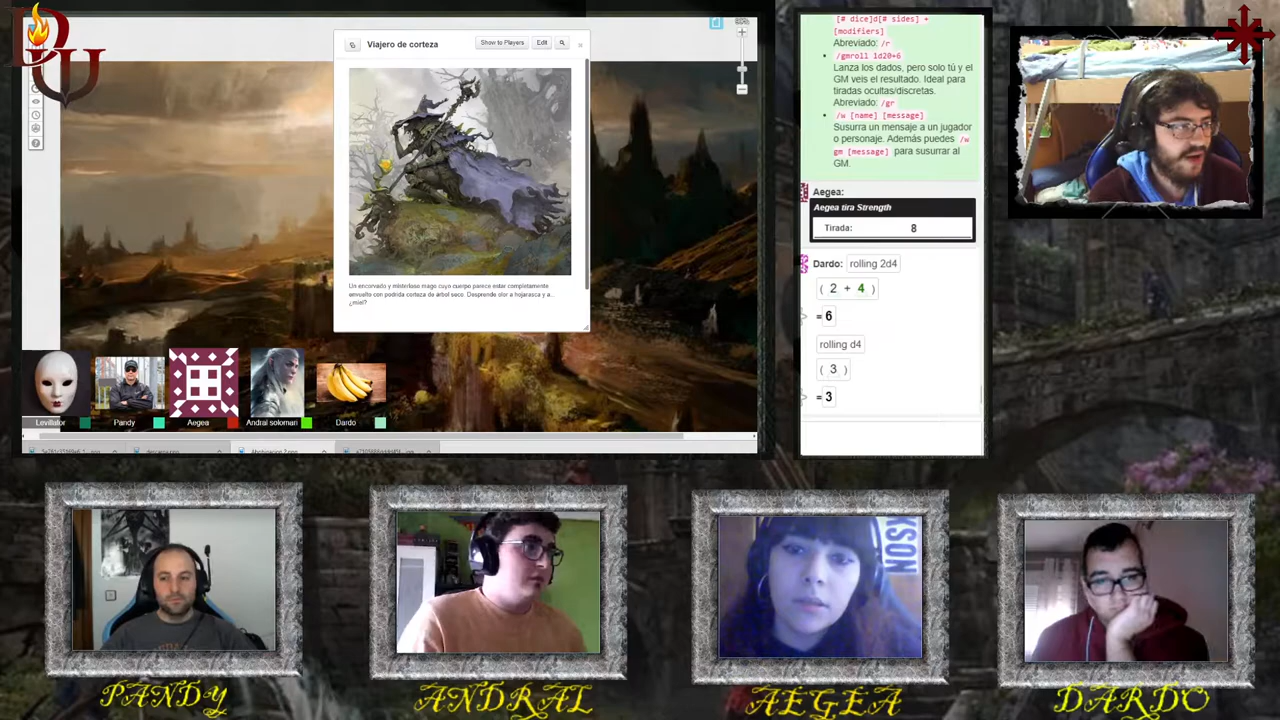 DU
Viajero de corteza
Show to Players
Edit
Un encorvado y misterioso mago cuyo cuerpo parece estar completamente
envuelto con podrida corteza de árbol seco. Desprende olor a hojarasca y a...
¿miel?
Levillator
Pandy
Aegea
Andral soloman
Dardo
[# dice]d[# sides] +
[modifiers]
Abreviado: /r
/gmroll 1d20+6
Lanza los dados, pero solo tú y el
GM veis el resultado. Ideal para
tiradas ocultas/discretas.
Abreviado: /gr
/w [name] [message]
Susurra un mensaje a un jugador
o personaje. Además puedes /w
gm [message] para susurrar al
GM.
Aegea:
Aegea tira Strength
Tirada: 8
Dardo: rolling 2d4
( 2 + 4 )
= 6
rolling d4
( 3 )
= 3
NOSK
PANDY
ANDRAL
AEGEA
DARDO